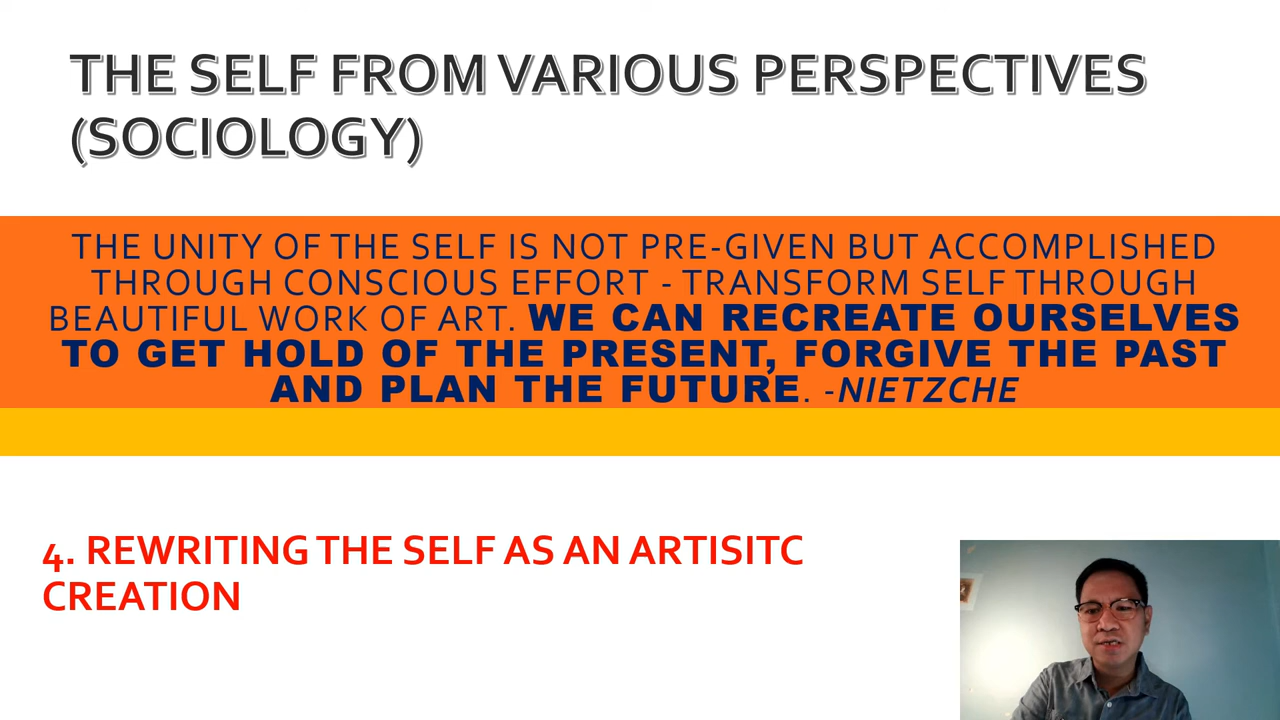 THE SELF FROM VARIOUS PERSPECTIVES
(SOCIOLOGY)
THE UNITY OF THE SELF IS NOT PRE-GIVEN BUT ACCOMPLISHED
THROUGH CONSCIOUS EFFORT - TRANSFORM SELF THROUGH
BEAUTIFUL WORK OF ART. WE CAN RECREATE OURSELVES
TO GET HOLD OF THE PRESENT, FORGIVE THE PAST
AND PLAN THE FUTURE. -NIETZCHE
4. REWRITING THE SELF AS AN ARTISITC
CREATION